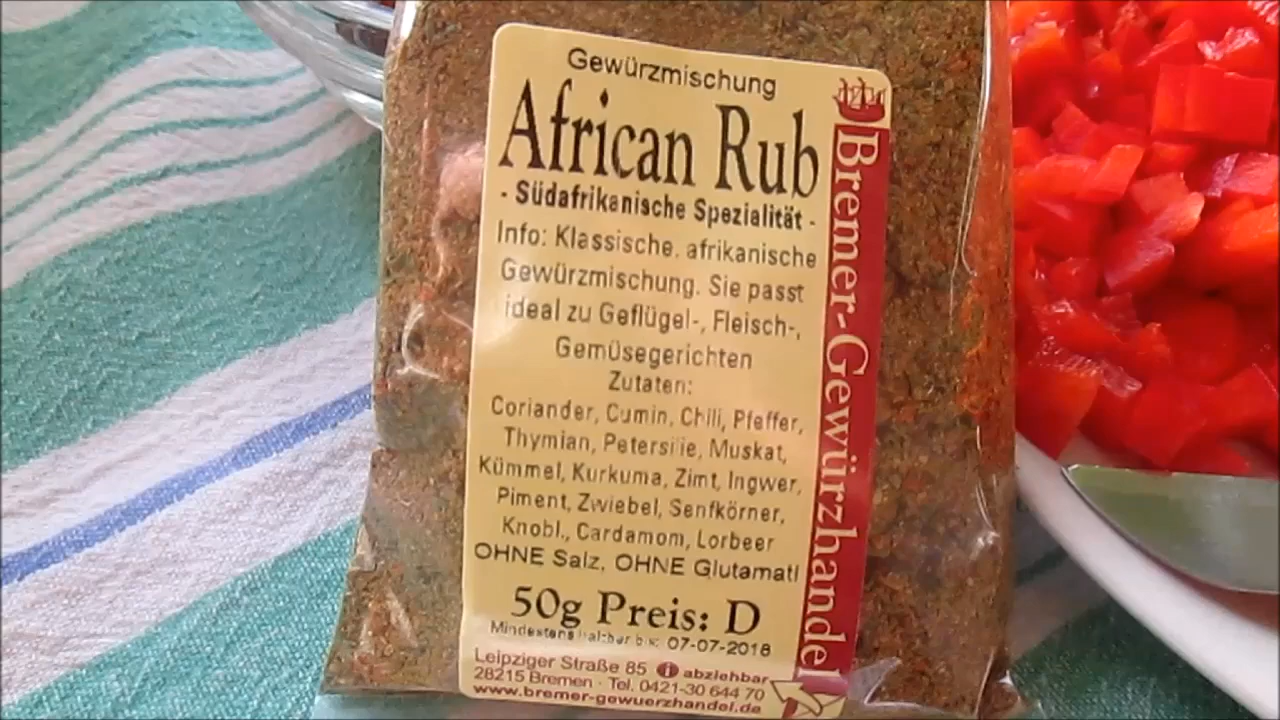 Gewürzmischung
African Rub
- Südafrikanische Spezialität -
Info: Klassische. afrikanische
Gewürzmischung. Sie passt
ideal zu Geflügel-, Fleisch-,
Gemüsegerichten
Zutaten:
Coriander, Cumin, Chili, Pfeffer,
Thymian, Petersilie, Muskat,
Kümmel, Kurkuma, Zimt, Ingwer,
Piment, Zwiebel, Senfkörner,
Knobl., Cardamom, Lorbeer
OHNE Salz, OHNE Glutamat!
50g Preis: D
Mindestens haltbar bis: 07-07-2018
Leipziger Straße 85 i abziehbar
28215 Bremen · Tel. 0421-30 644 70
www.bremer-gewuerzhandel.de
Bremer-Gewürzhandel